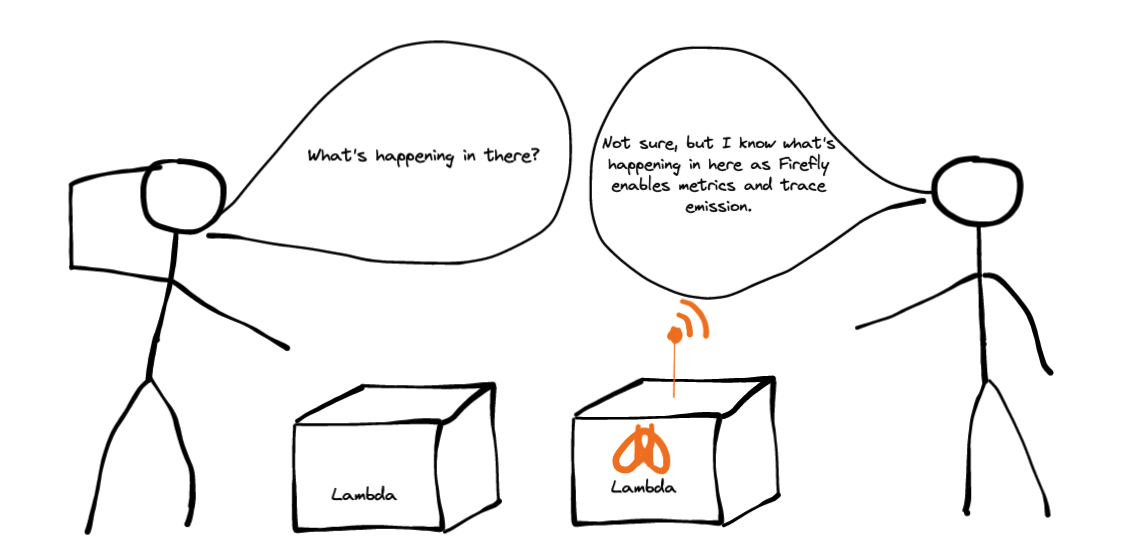 What's happening in there?
Not sure, but I know what's
happening in here as Firefly
enables metrics and trace
emission.
Lambda
Lambda